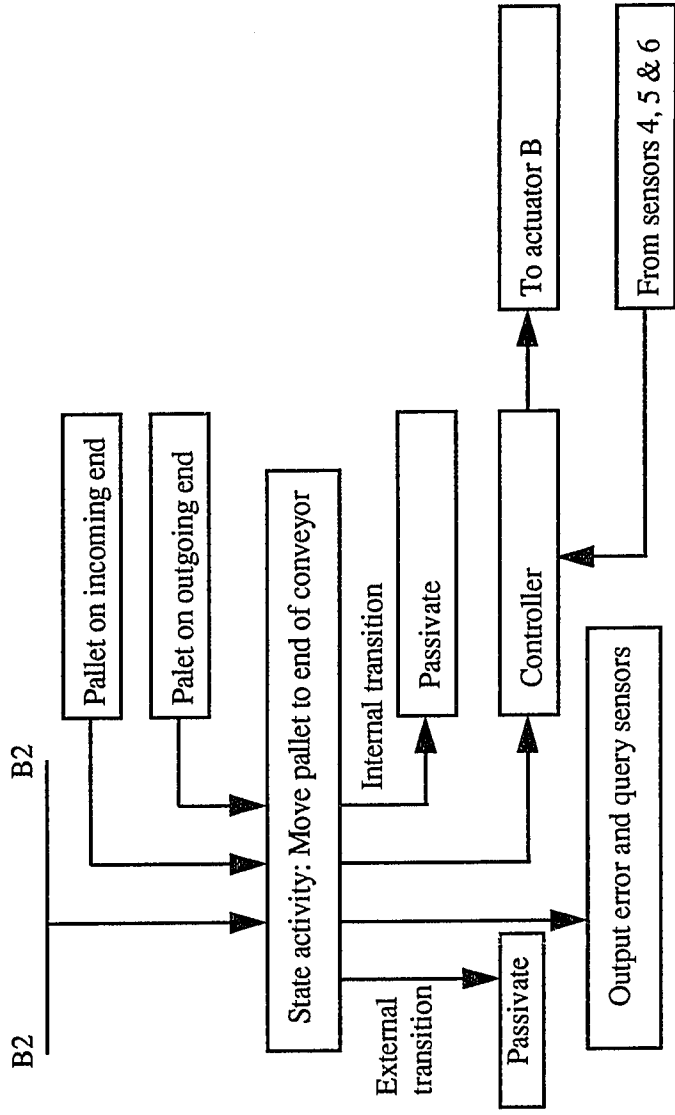 B2
B2
Pallet on incoming end
Palet on outgoing end
State activity: Move pallet to end of conveyor
External
transition
Internal transition
Passivate
Passivate
Controller
To actuator B
Output error and query sensors
From sensors 4, 5 & 6